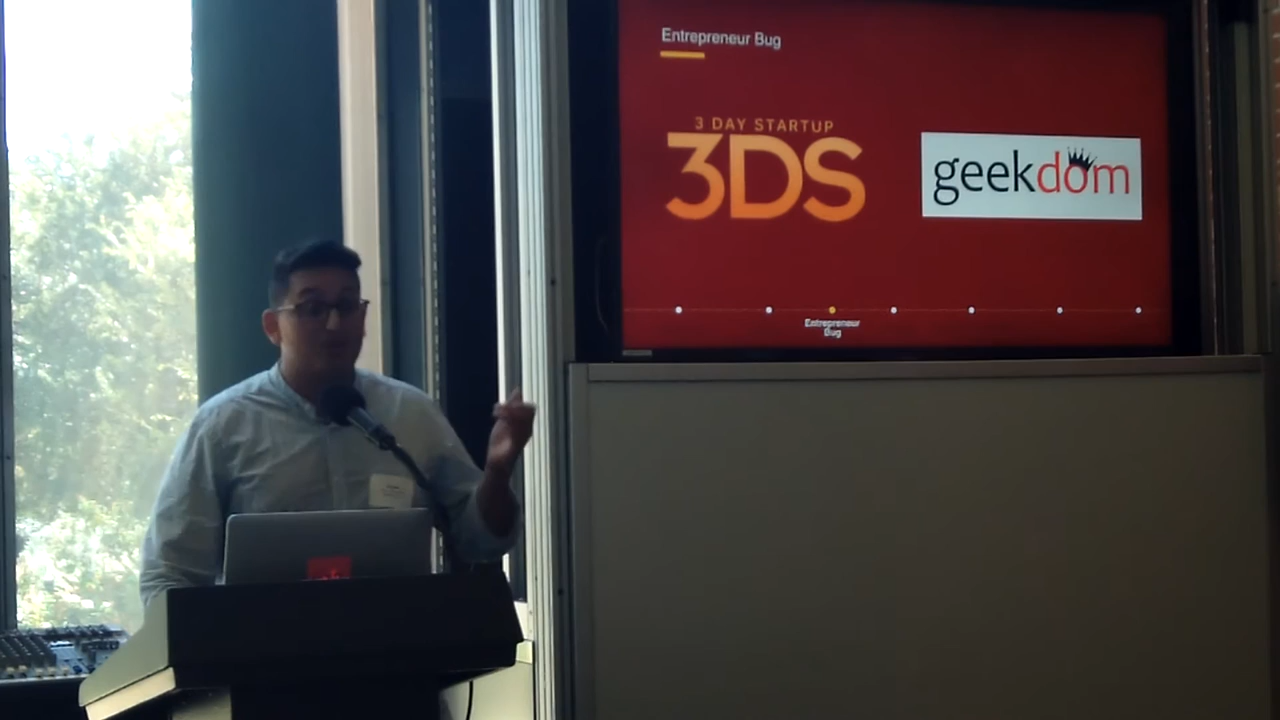 Entrepreneur Bug
3 DAY STARTUP
3DS
geekdom
Entrepreneur
Bug